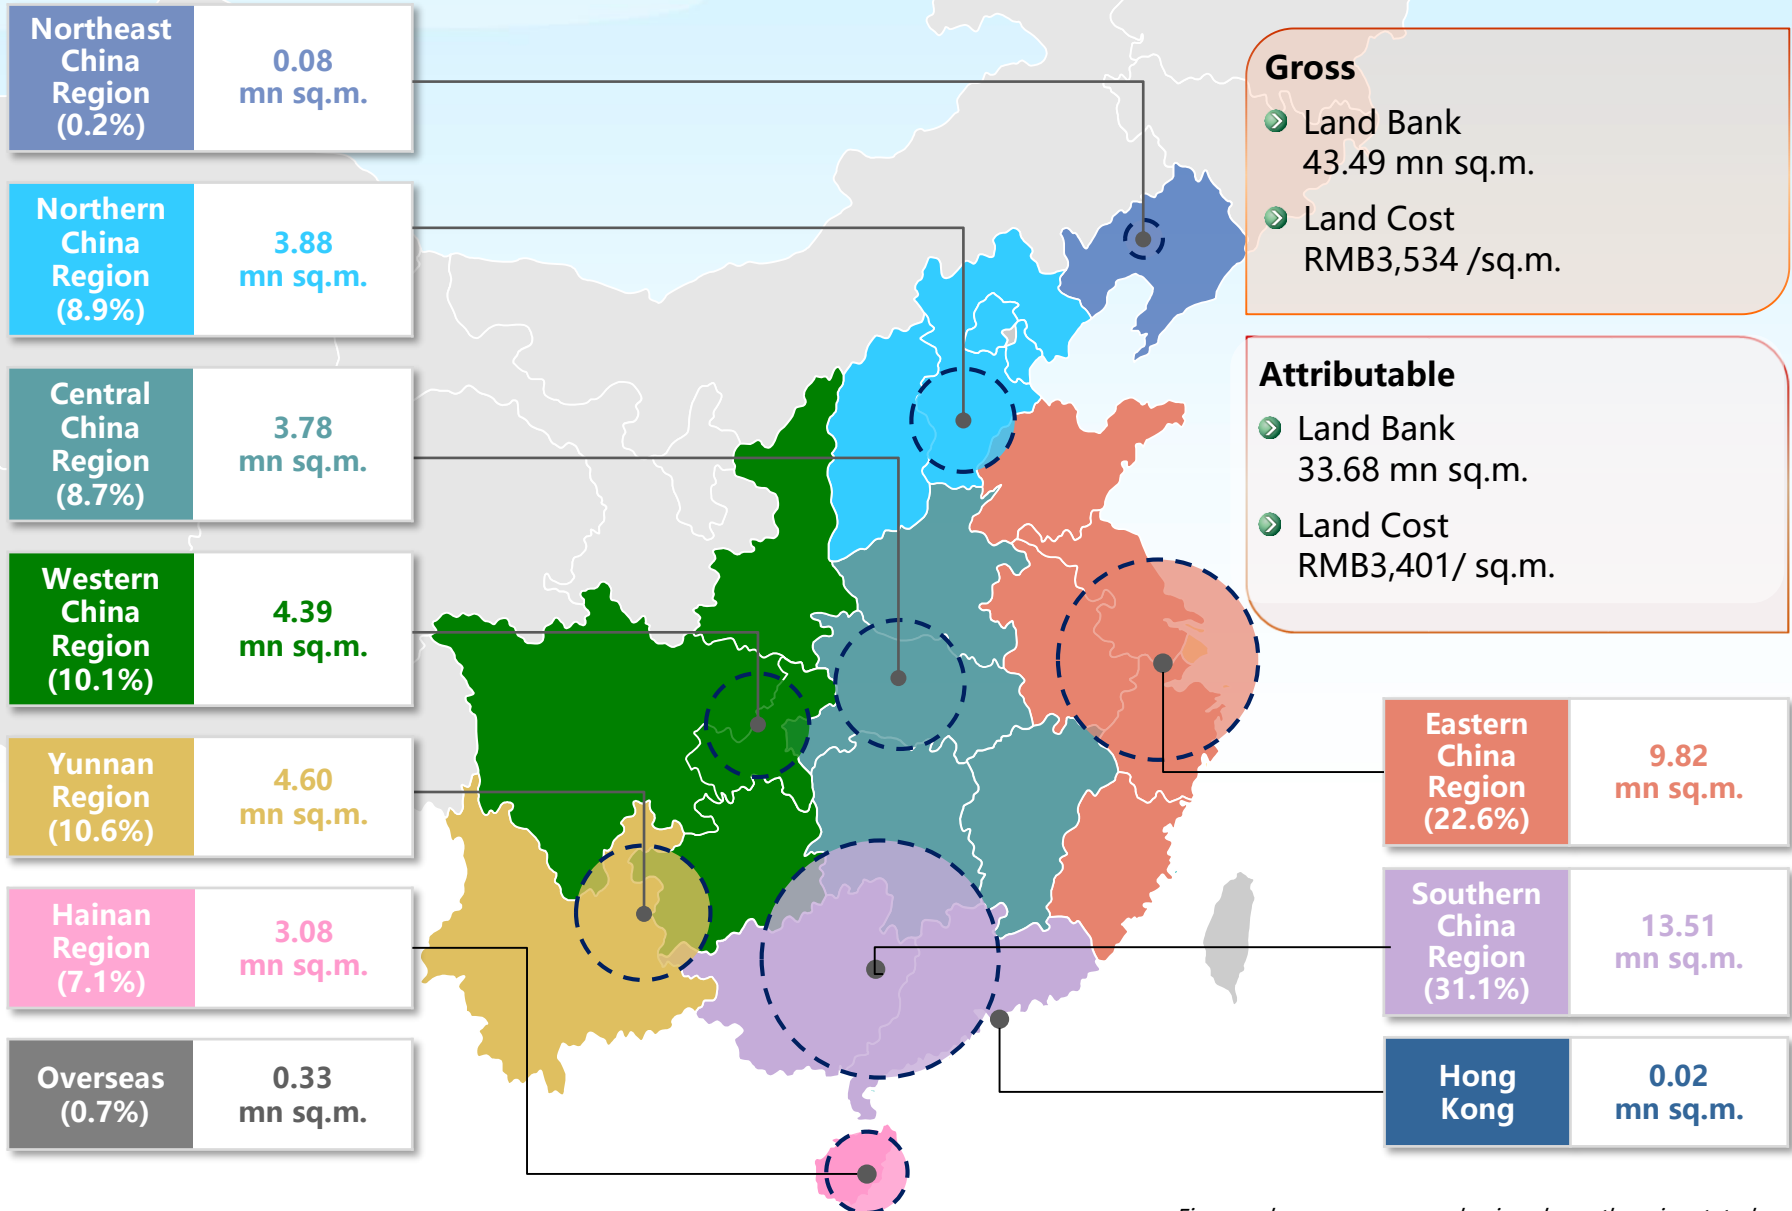 Northeast
China
Region
(0.2%)
0.08
mn sq.m.
Northern
China
Region
(8.9%)
3.88
mn sq.m.
Central
China
Region
(8.7%)
3.78
mn sq.m.
Western
China
Region
(10.1%)
4.39
mn sq.m.
Yunnan
Region
(10.6%)
4.60
mn sq.m.
Hainan
Region
(7.1%)
3.08
mn sq.m.
Overseas
(0.7%)
0.33
mn sq.m.
Gross
Land Bank
43.49 mn sq.m.
Land Cost
RMB3,534 /sq.m.
Attributable
Land Bank
33.68 mn sq.m.
Land Cost
RMB3,401/ sq.m.
Eastern
China
Region
(22.6%)
9.82
mn sq.m.
Southern
China
Region
(31.1%)
13.51
mn sq.m.
Hong
Kong
0.02
mn sq.m.